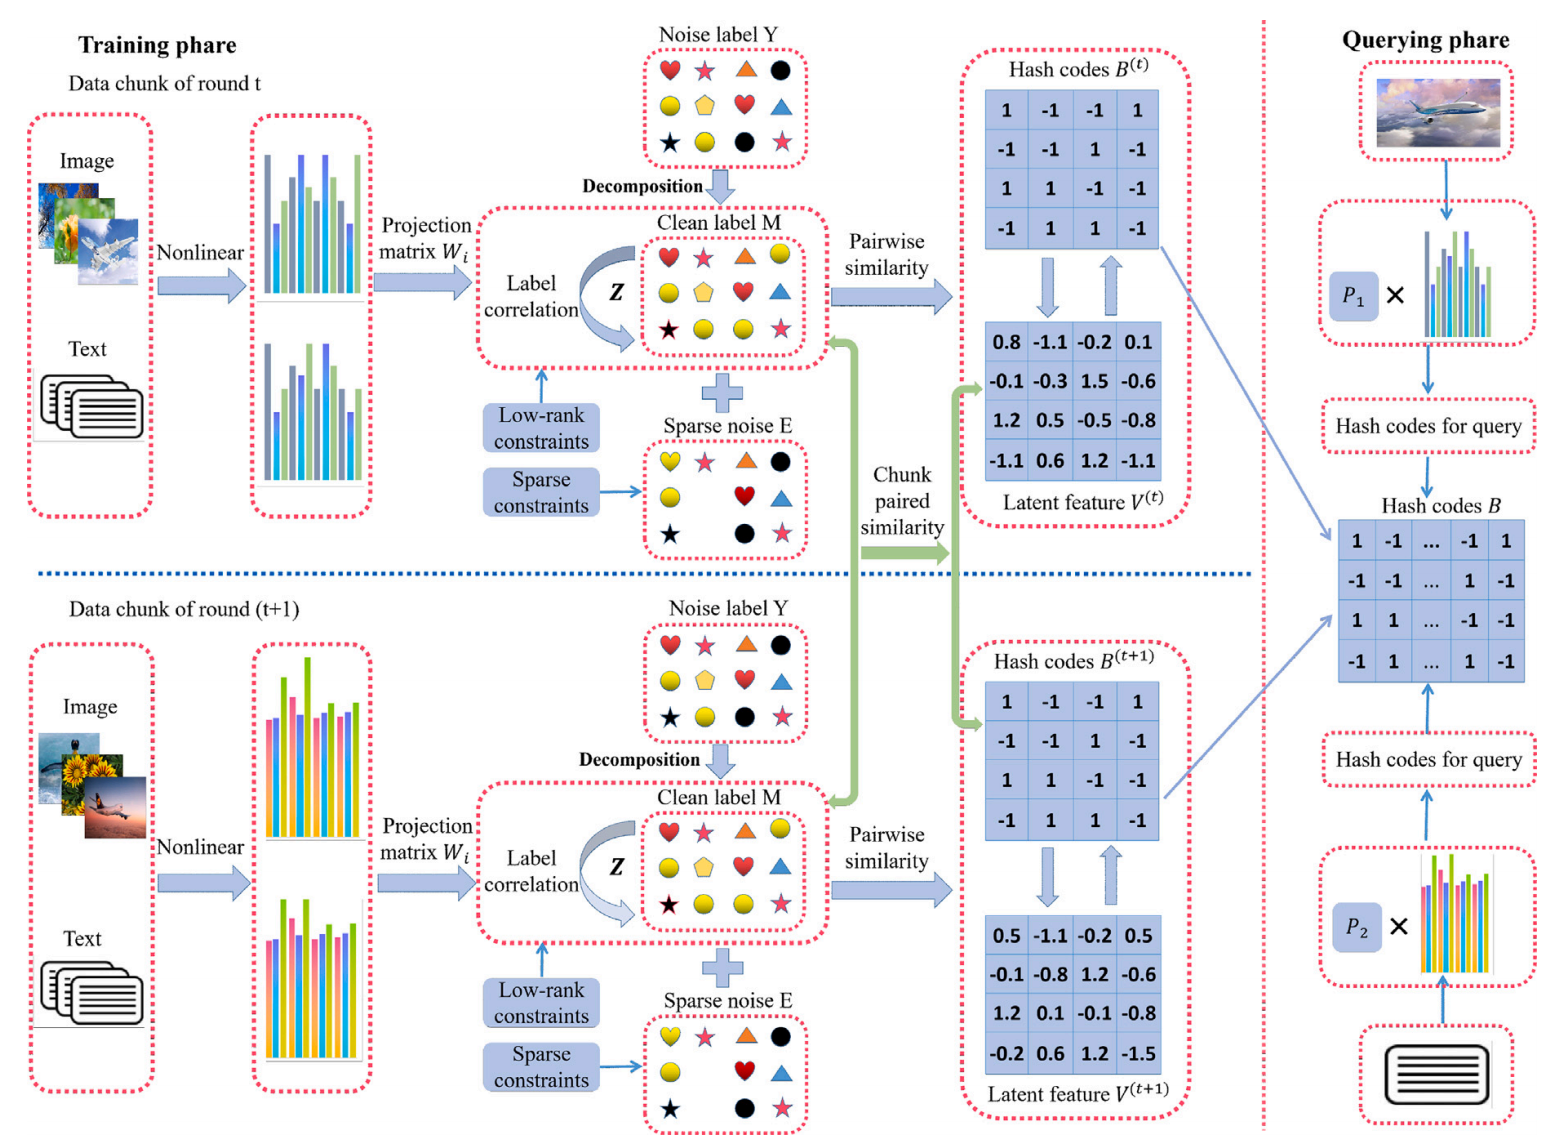 Training phare
Data chunk of round t
Image
Text
Nonlinear
Projection
matrix W_i
Noise label Y
Decomposition
Clean label M
Label
correlation
Z
Low-rank
constraints
Sparse noise E
Sparse
constraints
Pairwise
similarity
Chunk
paired
similarity
Hash codes B^(t)
1 -1 -1 1
-1 -1 1 -1
1 1 -1 -1
-1 1 1 -1
0.8 -1.1 -0.2 0.1
-0.1 -0.3 1.5 -0.6
1.2 0.5 -0.5 -0.8
-1.1 0.6 1.2 -1.1
Latent feature V^(t)
Data chunk of round (t+1)
Image
Text
Nonlinear
Projection
matrix W_i
Noise label Y
Decomposition
Clean label M
Label
correlation
Z
Low-rank
constraints
Sparse noise E
Sparse
constraints
Pairwise
similarity
Hash codes B^(t+1)
1 -1 -1 1
-1 -1 1 -1
1 1 -1 -1
-1 1 1 -1
0.5 -1.1 -0.2 0.5
-0.1 -0.8 1.2 -0.6
1.2 0.1 -0.1 -0.8
-0.2 0.6 1.2 -1.5
Latent feature V^(t+1)
Querying phare
P_1 ×
Hash codes for query
Hash codes B
1 -1 ... -1 1
-1 -1 ... 1 -1
1 1 ... -1 -1
-1 1 ... 1 -1
Hash codes for query
P_2 ×